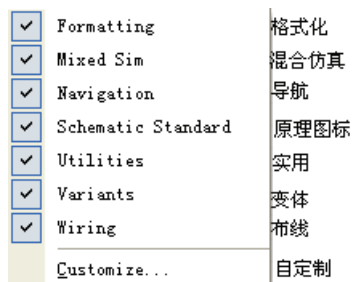 Formatting 格式化
Mixed Sim 混合仿真
Navigation 导航
Schematic Standard 原理图标
Utilities 实用
Variants 变体
Wiring 布线
Customize... 自定制